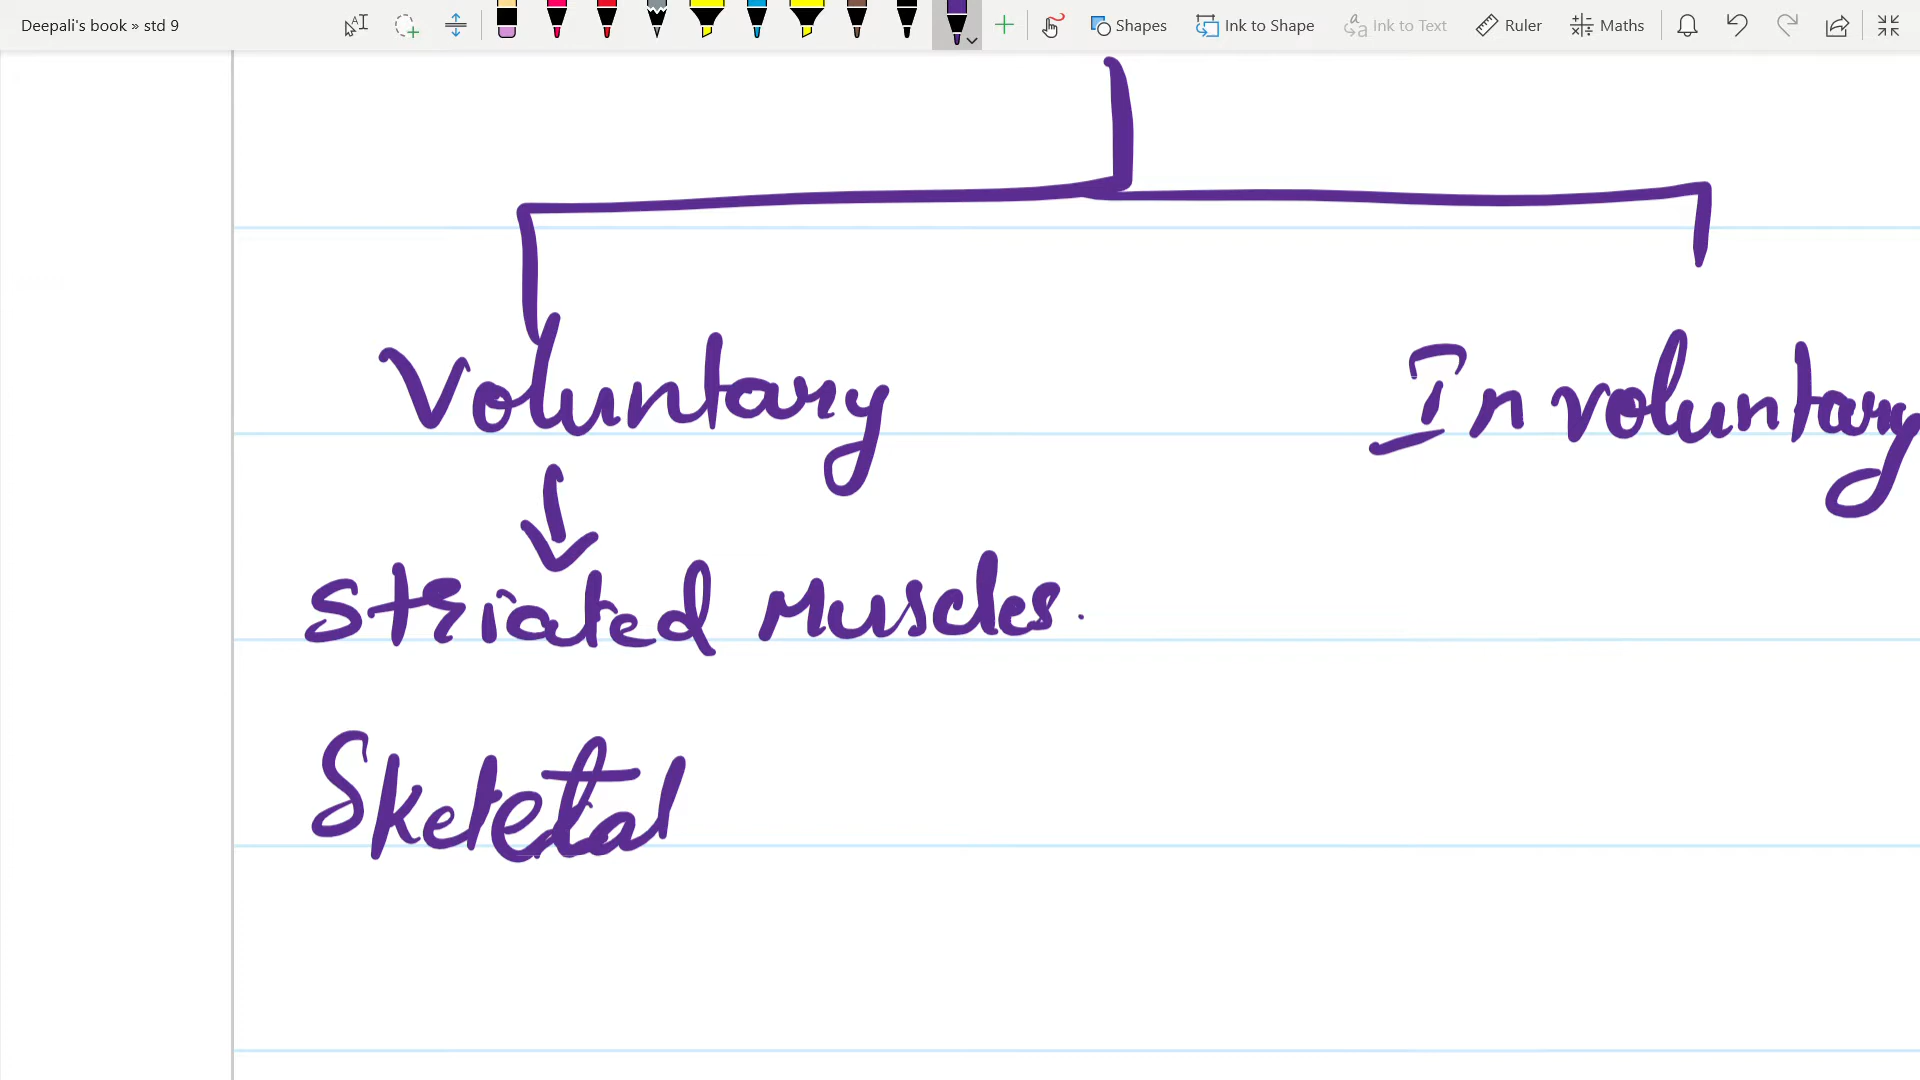 Deepali's book » std 9
Shapes
Ink to Shape
Ink to Text
Ruler
Maths
Voluntary
Involuntary
Striated Muscles.
Skeletal